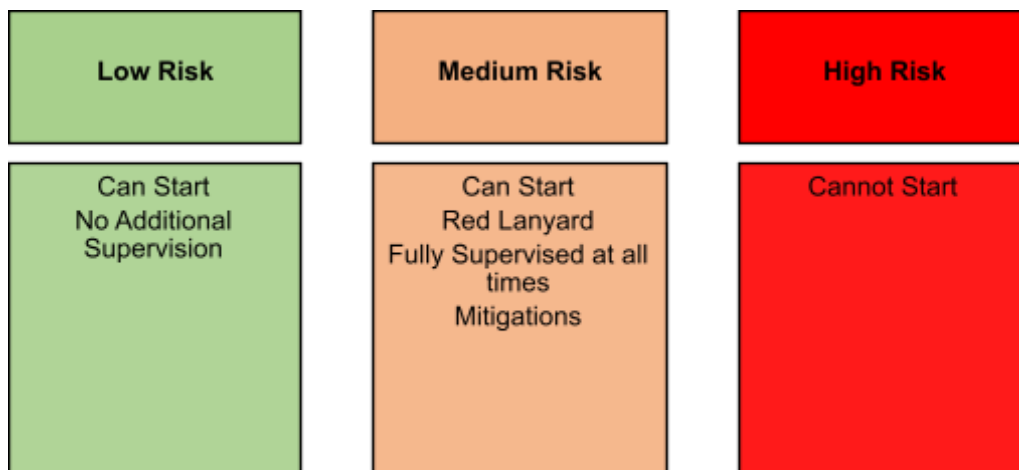 Low Risk
Medium Risk
High Risk
Can Start
No Additional
Supervision
Can Start
Red Lanyard
Fully Supervised at all
times
Mitigations
Cannot Start